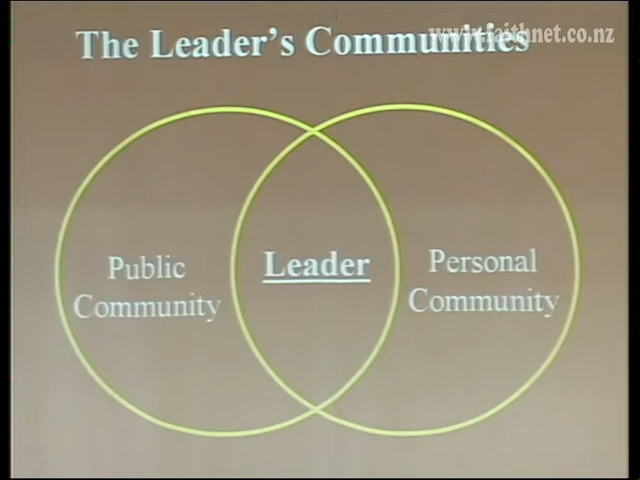 www.faithnet.co.nz
The Leader's Communities
Public
Community
Leader
Personal
Community